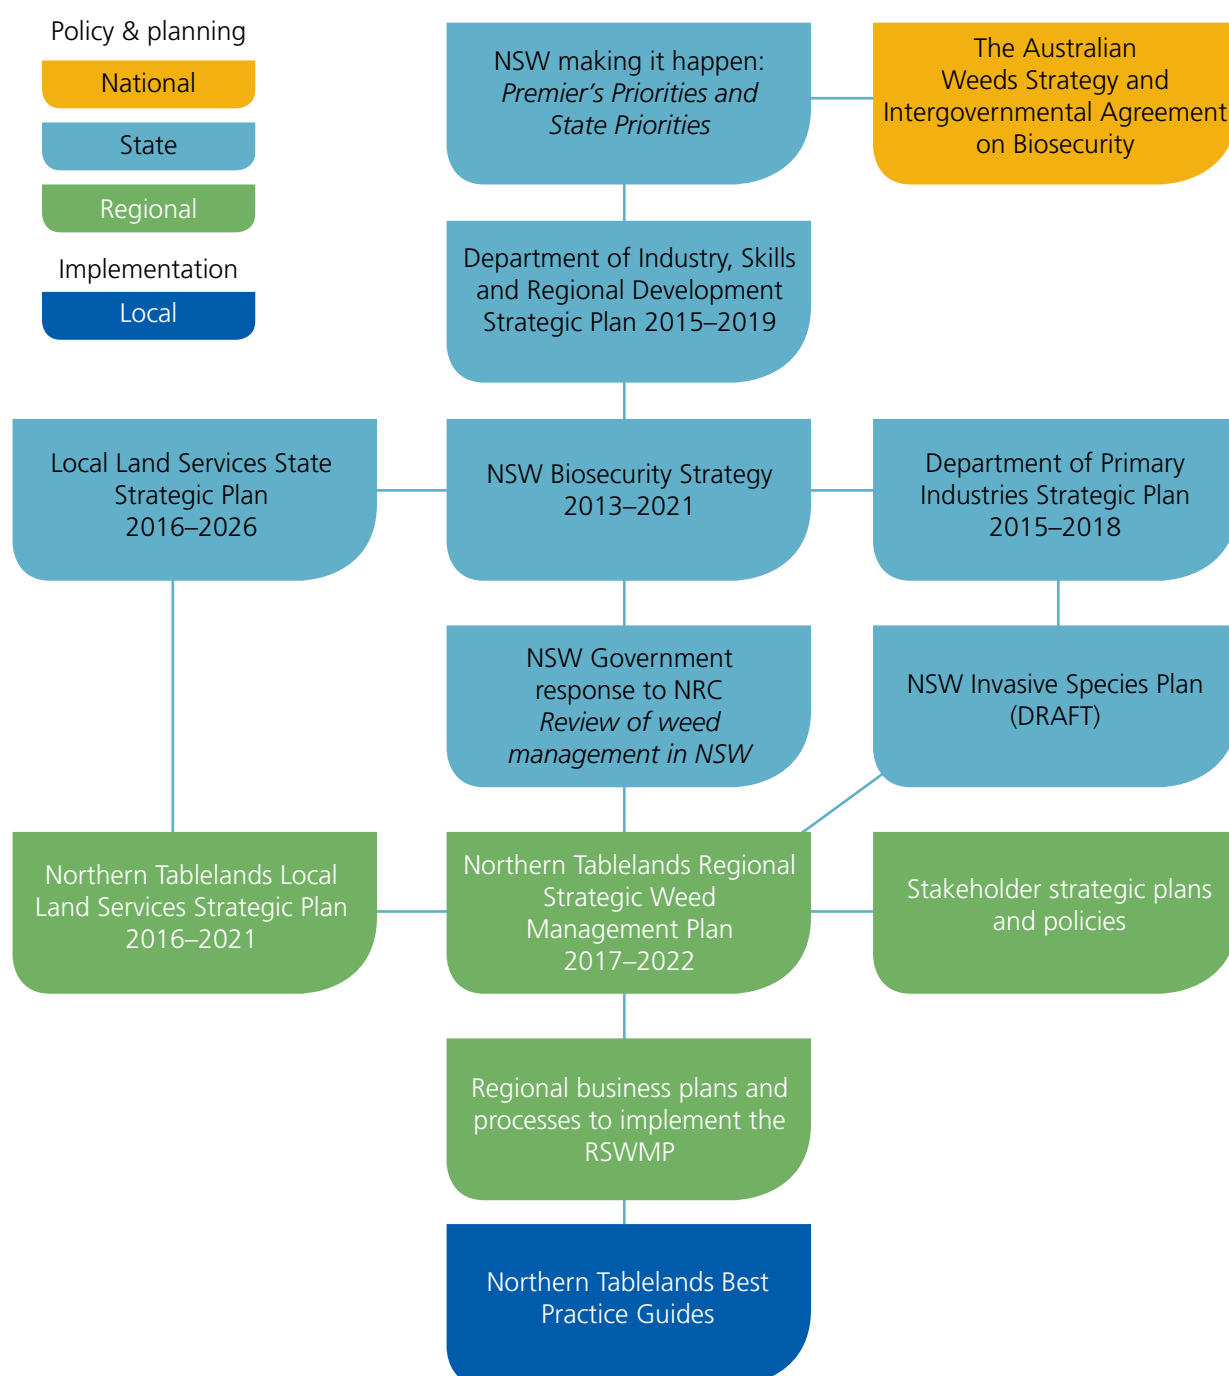 Policy & planning
National
State
Regional
Implementation
Local
NSW making it happen:
Premier’s Priorities and
State Priorities
The Australian
Weeds Strategy and
Intergovernmental Agreement
on Biosecurity
Department of Industry, Skills
and Regional Development
Strategic Plan 2015–2019
Local Land Services State
Strategic Plan
2016–2026
NSW Biosecurity Strategy
2013–2021
Department of Primary
Industries Strategic Plan
2015–2018
NSW Government
response to NRC
Review of weed
management in NSW
NSW Invasive Species Plan
(DRAFT)
Northern Tablelands Local
Land Services Strategic Plan
2016–2021
Northern Tablelands Regional
Strategic Weed
Management Plan
2017–2022
Stakeholder strategic plans
and policies
Regional business plans and
processes to implement the
RSWMP
Northern Tablelands Best
Practice Guides